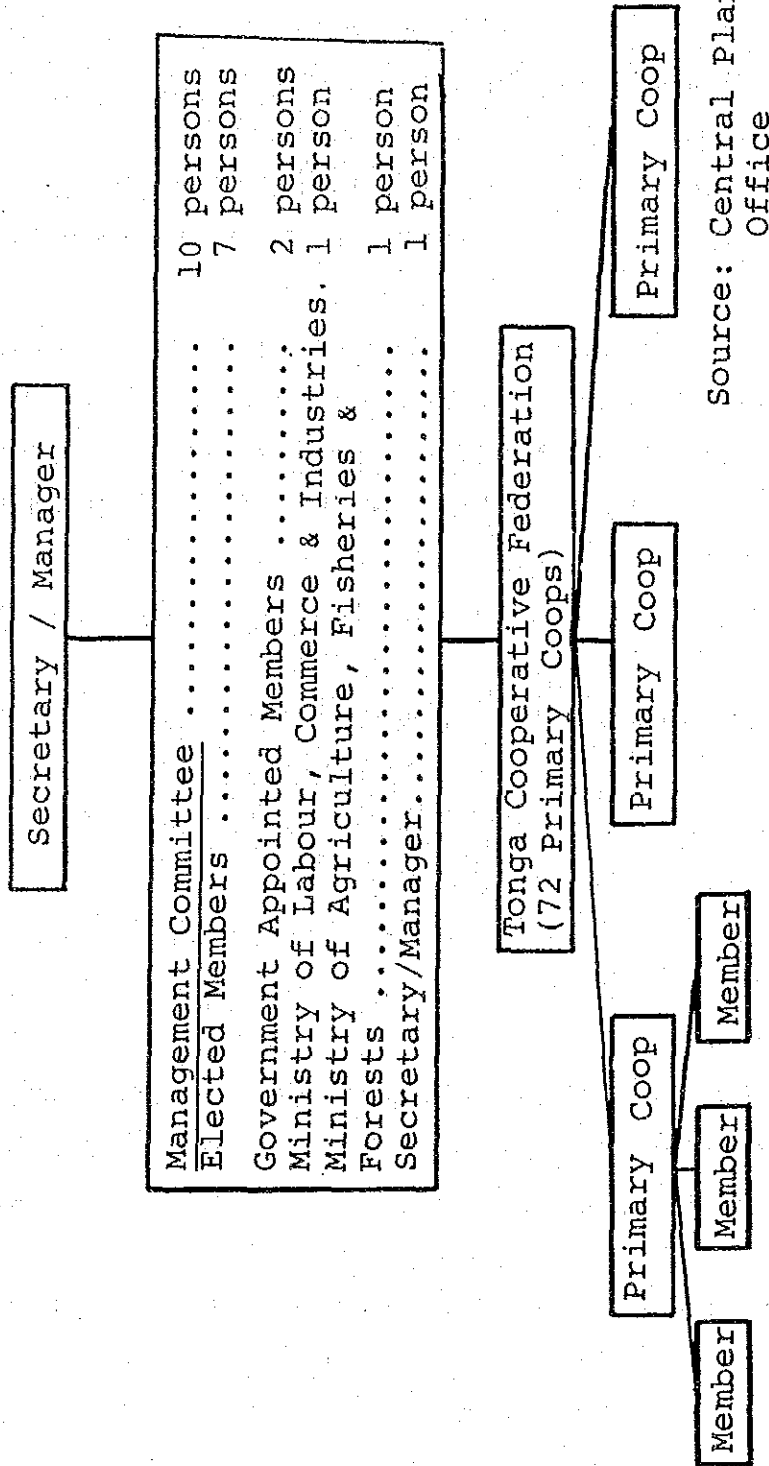 Secretary / Manager
Management Committee .......................... 10 persons
Elected Members .......................... 7 persons
Government Appointed Members .......... 2 persons
Ministry of Labour, Commerce & Industries. 1 person
Ministry of Agriculture, Fisheries &
Forests .................................. 1 person
Secretary/Manager.......................... 1 person
Tonga Cooperative Federation
(72 Primary Coops)
Primary Coop Primary Coop Primary Coop
Member Member Member
Source: Central
Office